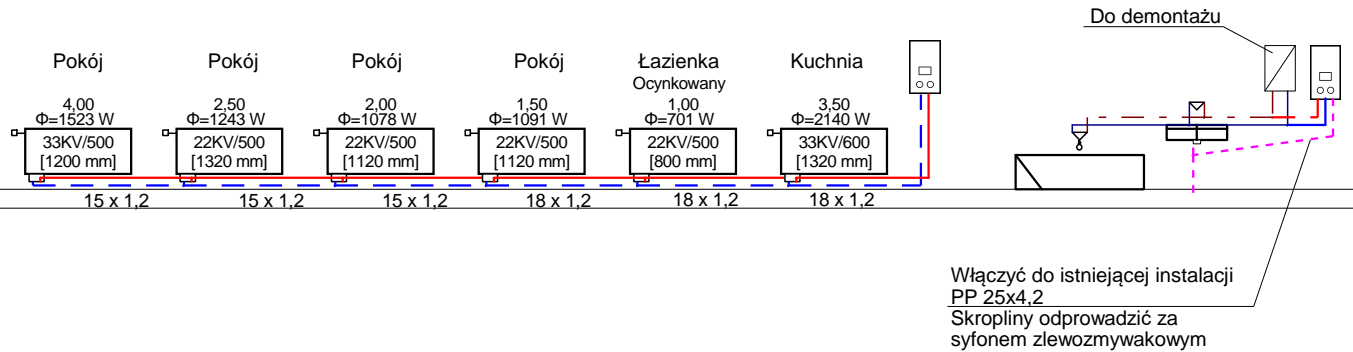 Do demontażu
Pokój
Pokój
Pokój
Pokój
Łazienka
Ocynkowany
Kuchnia
4,00
Φ=1523 W
2,50
Φ=1243 W
2,00
Φ=1078 W
1,50
Φ=1091 W
1,00
Φ=701 W
3,50
Φ=2140 W
33KV/500
[1200 mm]
22KV/500
[1320 mm]
22KV/500
[1120 mm]
22KV/500
[1120 mm]
22KV/500
[800 mm]
33KV/600
[1320 mm]
15 x 1,2
15 x 1,2
15 x 1,2
18 x 1,2
18 x 1,2
18 x 1,2
Włączyć do istniejącej instalacji
PP 25x4,2
Skropliny odprowadzić za
syfonem zlewozmywakowym